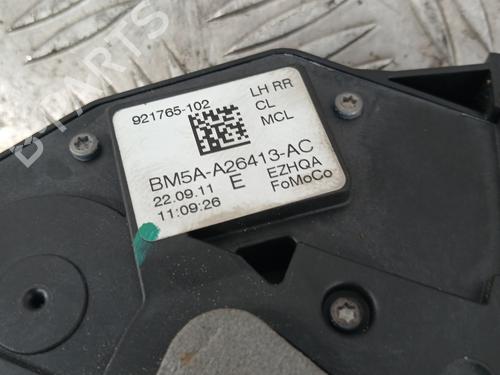 921765-102
LH RR
CL
MCL
BM5A-A26413-AC
22.09.11 E EZHQA
11:09:26 FoMoCo